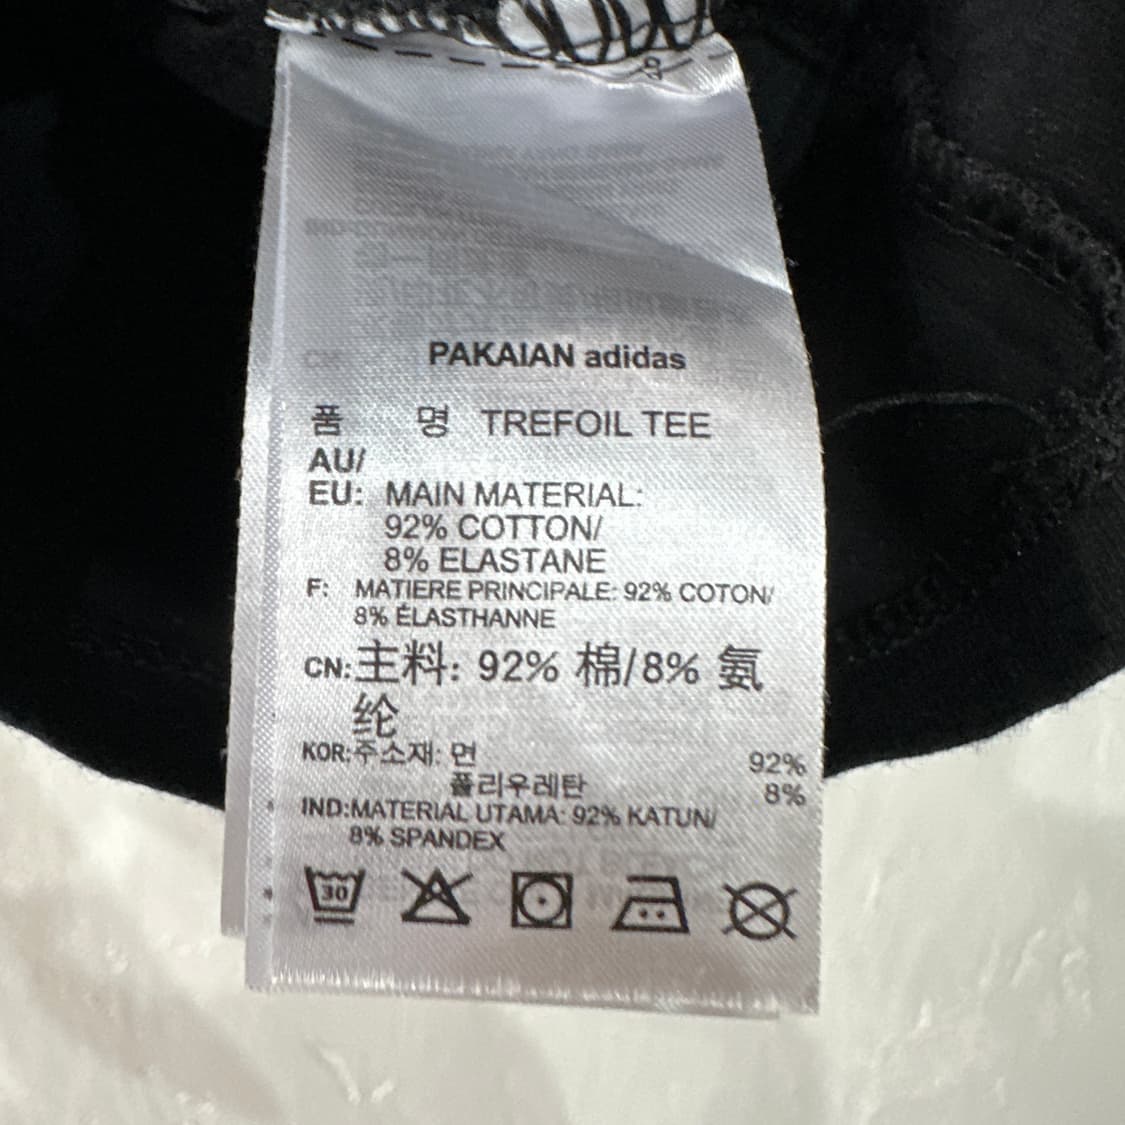 PAKAIAN adidas
품 명 TREFOIL TEE
AU/
EU: MAIN MATERIAL:
92% COTTON/
8% ELASTANE
F: MATIERE PRINCIPALE: 92% COTON/
8% ÉLASTHANNE
CN:主料: 92% 棉/8% 氨
纶
KOR:주소재: 면 92%
폴리우레탄 8%
IND:MATERIAL UTAMA: 92% KATUN/
8% SPANDEX
30